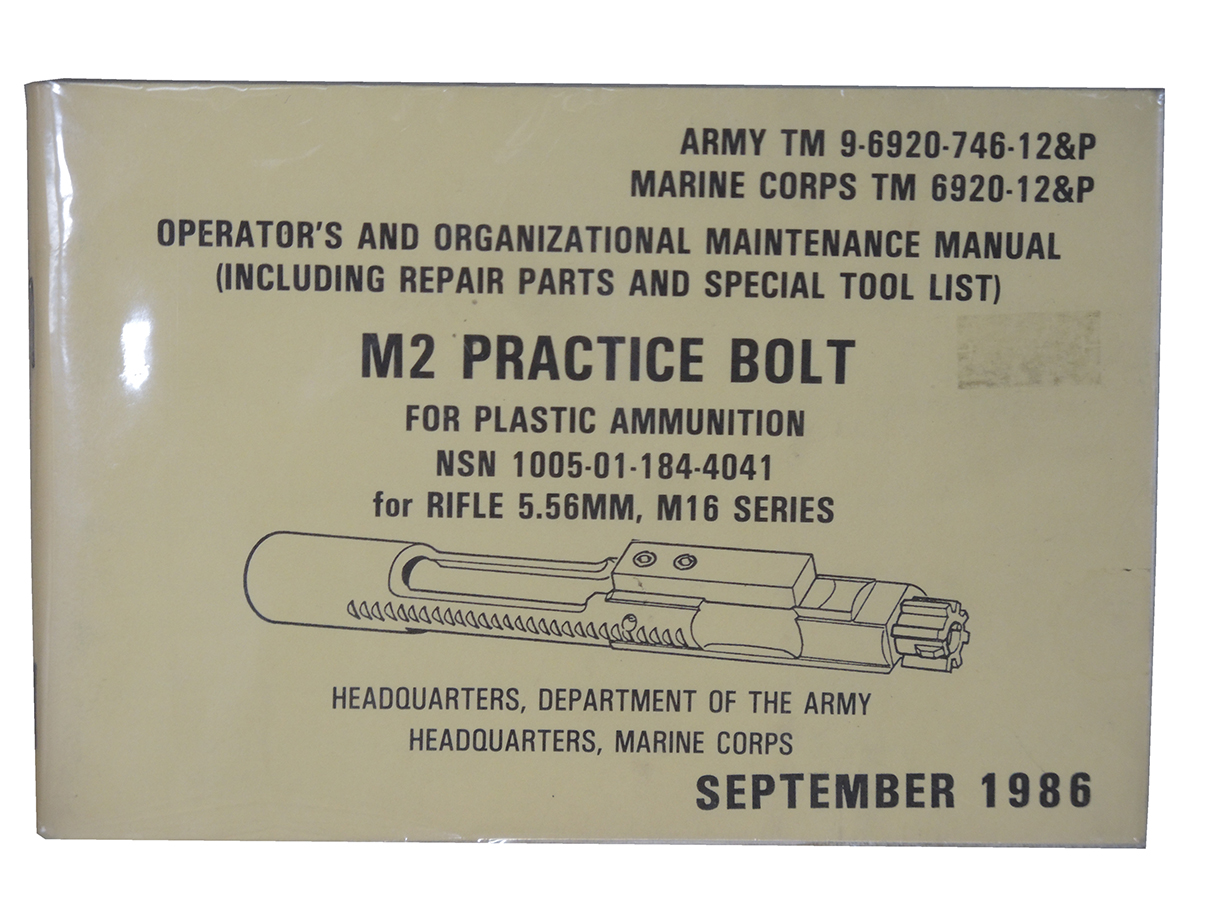 ARMY TM 9-6920-746-12&P
MARINE CORPS TM 6920-12&P
OPERATOR'S AND ORGANIZATIONAL MAINTENANCE MANUAL
(INCLUDING REPAIR PARTS AND SPECIAL TOOL LIST)
M2 PRACTICE BOLT
FOR PLASTIC AMMUNITION
NSN 1005-01-184-4041
for RIFLE 5.56MM, M16 SERIES
HEADQUARTERS, DEPARTMENT OF THE ARMY
HEADQUARTERS, MARINE CORPS
SEPTEMBER 1986